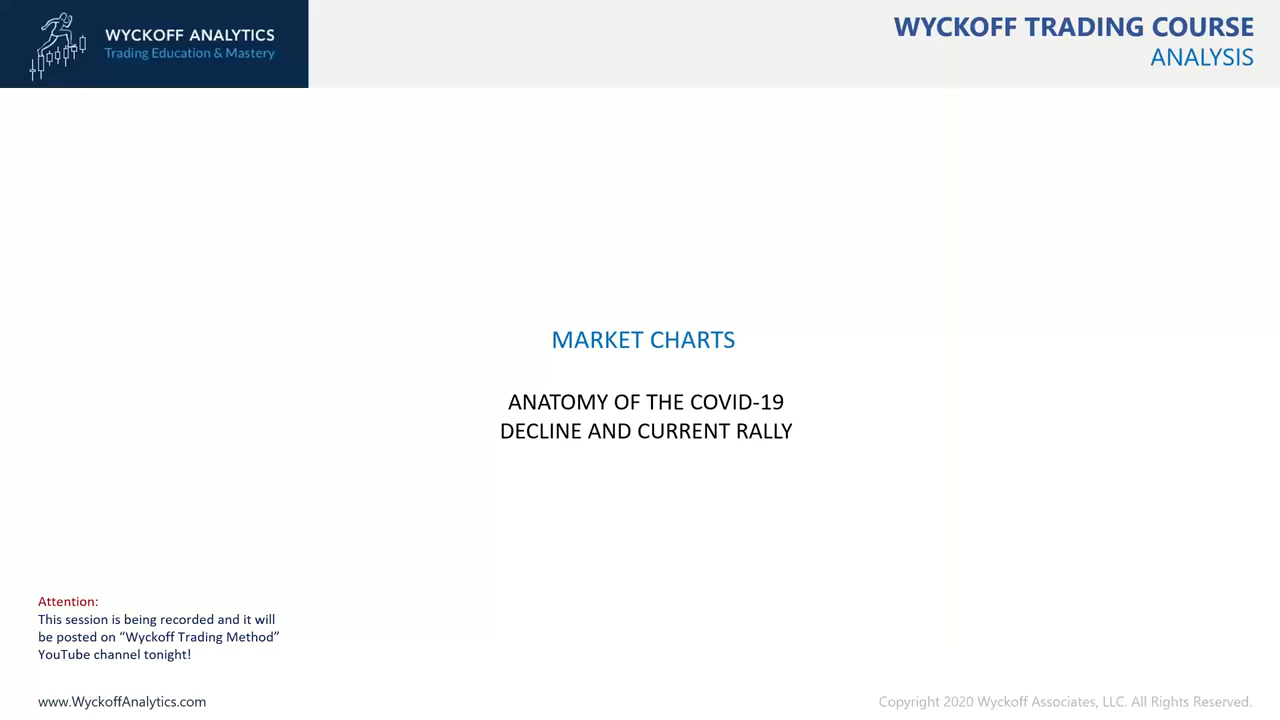 WYCKOFF ANALYTICS
Trading Education & Mastery
WYCKOFF TRADING COURSE
ANALYSIS
MARKET CHARTS
ANATOMY OF THE COVID-19
DECLINE AND CURRENT RALLY
Attention:
This session is being recorded and it will
be posted on “Wyckoff Trading Method”
YouTube channel tonight!
www.WyckoffAnalytics.com
Copyright 2020 Wyckoff Associates, LLC. All Rights Reserved.